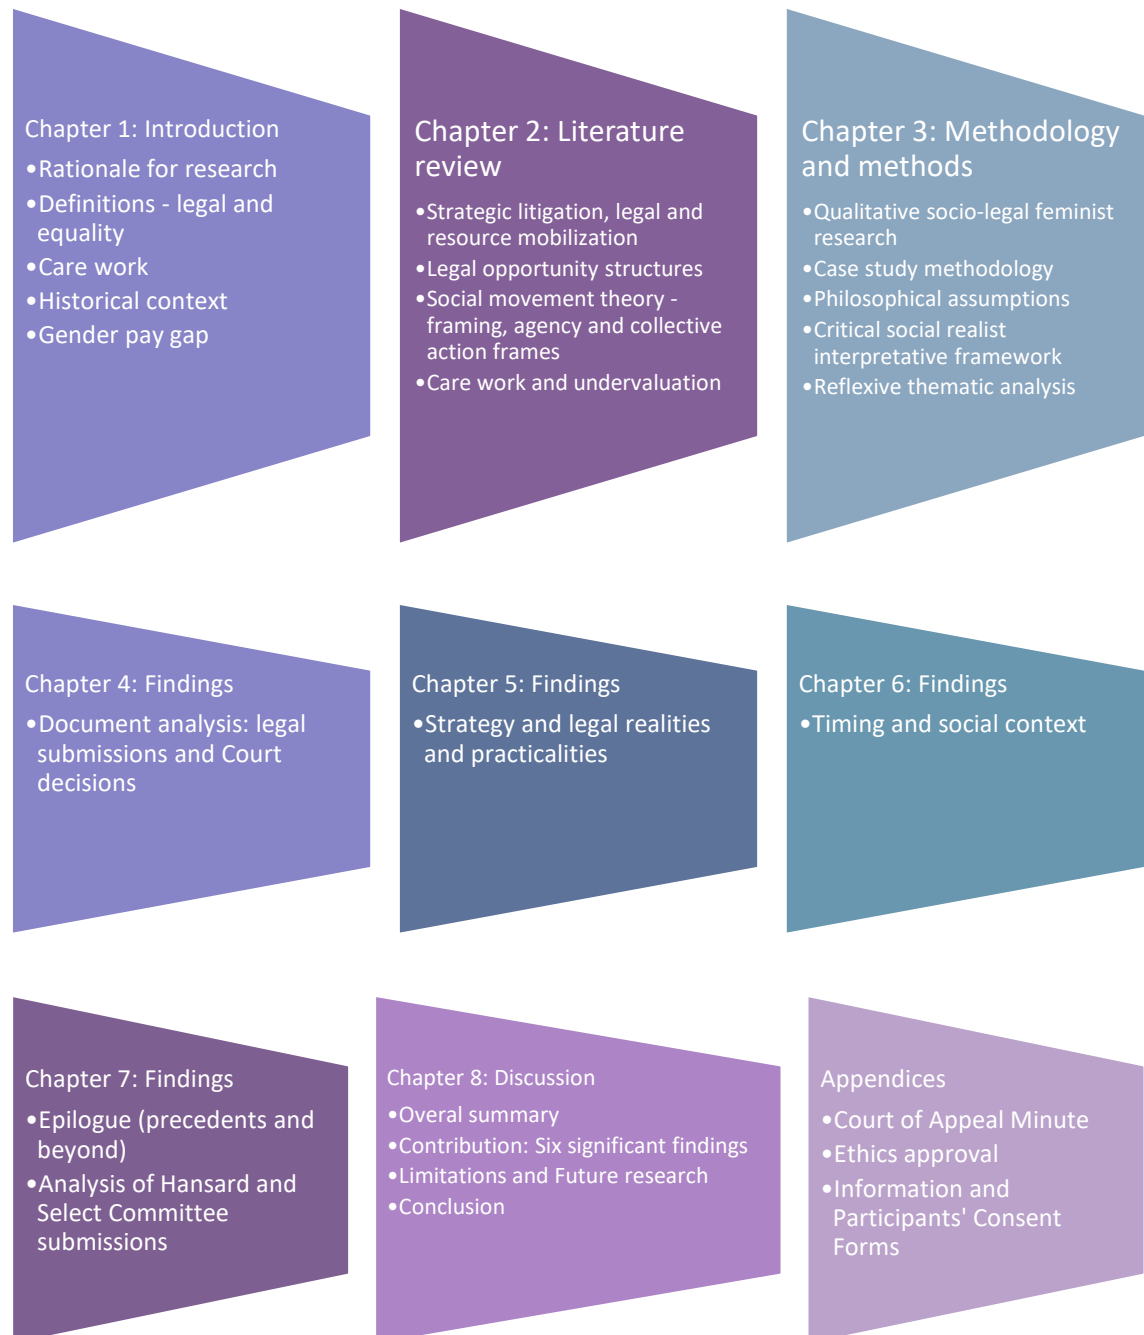 Chapter 1: Introduction
•Rationale for research
•Definitions - legal and
equality
•Care work
•Historical context
•Gender pay gap
Chapter 2: Literature
review
•Strategic litigation, legal and
resource mobilization
•Legal opportunity structures
•Social movement theory -
framing, agency and collective
action frames
•Care work and undervaluation
Chapter 3: Methodology
and methods
•Qualitative socio-legal feminist
research
•Case study methodology
•Philosophical assumptions
•Critical social realist
interpretative framework
•Reflexive thematic analysis
Chapter 4: Findings
•Document analysis: legal
submissions and Court
decisions
Chapter 5: Findings
•Strategy and legal realities
and practicalities
Chapter 6: Findings
•Timing and social context
Chapter 7: Findings
•Epilogue (precedents and
beyond)
•Analysis of Hansard and
Select Committee
submissions
Chapter 8: Discussion
•Overal summary
•Contribution: Six significant findings
•Limitations and Future research
•Conclusion
Appendices
•Court of Appeal Minute
•Ethics approval
•Information and
Participants' Consent
Forms